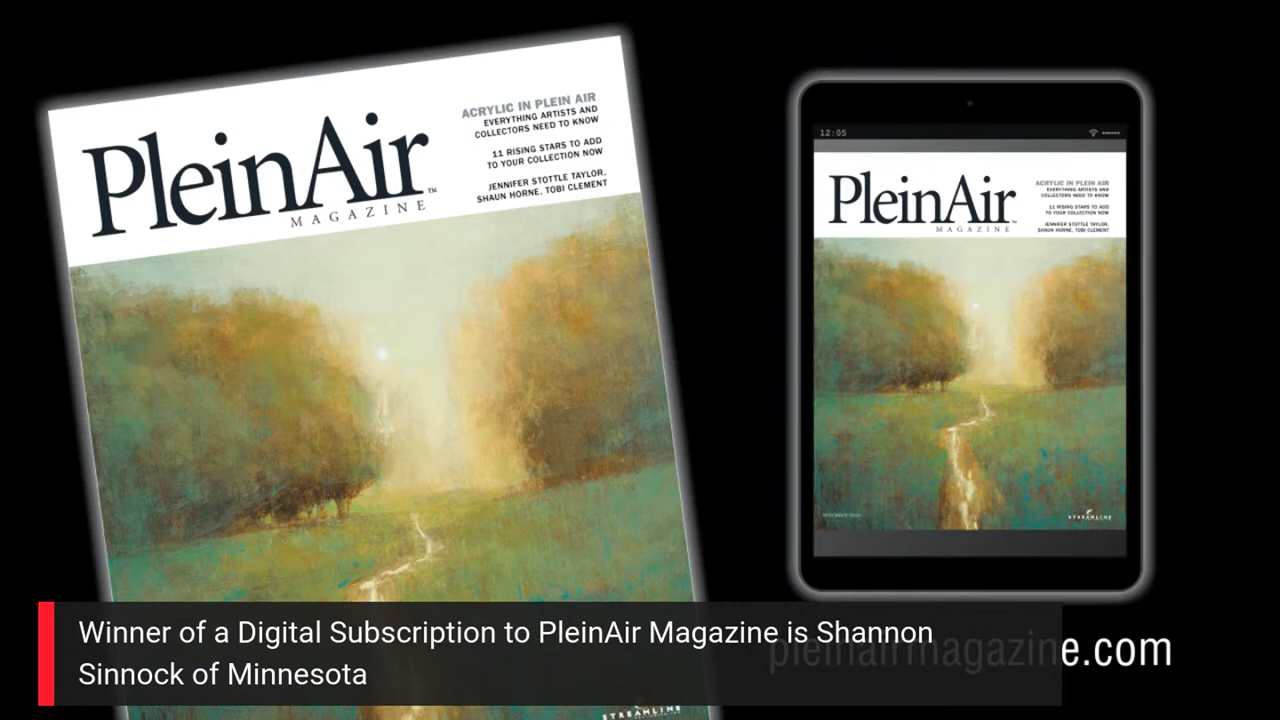 PleinAir™
MAGAZINE
ACRYLIC IN PLEIN AIR
EVERYTHING ARTISTS AND
COLLECTORS NEED TO KNOW
11 RISING STARS TO ADD
TO YOUR COLLECTION NOW
JENNIFER STOTTLE TAYLOR,
SHAUN HORNE, TOBI CLEMENT
STREAMLINE
12:05
PleinAir
MAGAZINE
ACRYLIC IN PLEIN AIR
EVERYTHING ARTISTS AND
COLLECTORS NEED TO KNOW
11 RISING STARS TO ADD
TO YOUR COLLECTION NOW
JENNIFER STOTTLE TAYLOR,
SHAUN HORNE, TOBI CLEMENT
STREAMLINE
pleinairmagazine.com
Winner of a Digital Subscription to PleinAir Magazine is Shannon
Sinnock of Minnesota